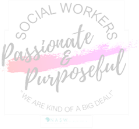 SOCIAL WORKERS
Passionate
&
Purposeful
"WE ARE KIND OF A BIG DEAL"